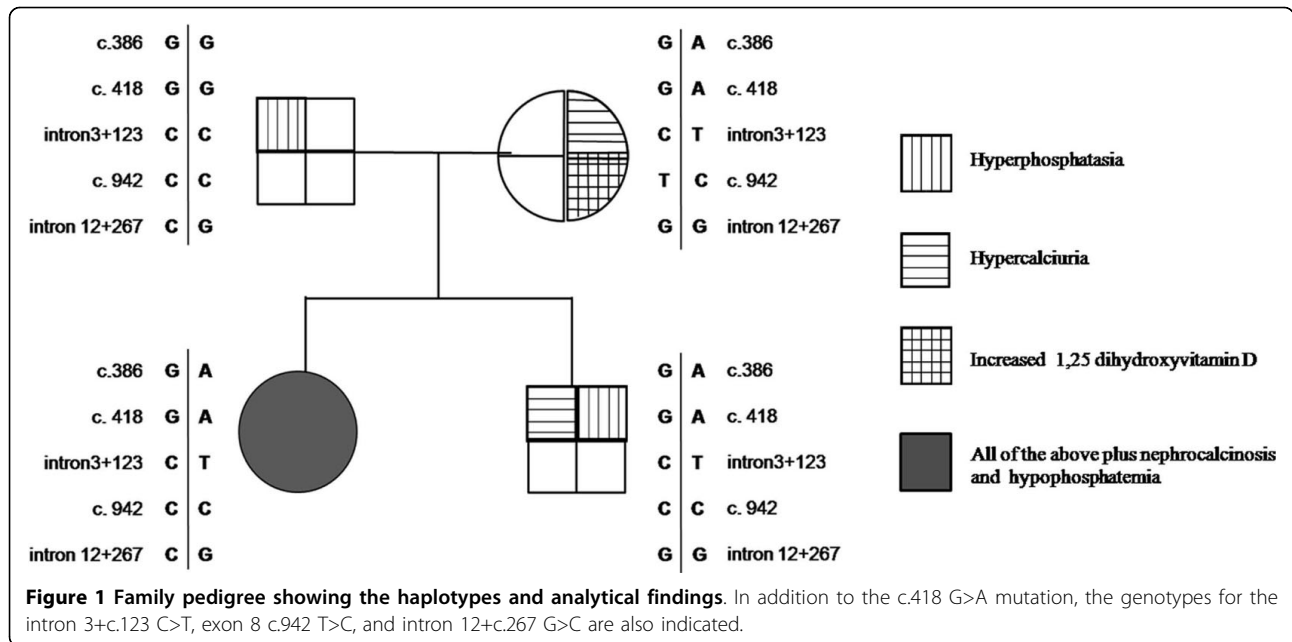 c.386 G G
c. 418 G G
intron3+123 C C
c. 942 C C
intron 12+267 C G
G A c.386
G A c. 418
C T intron3+123
T C c. 942
G G intron 12+267
Hyperphosphatasia
Hypercalciuria
Increased 1,25 dihydroxyvitamin D
All of the above plus nephrocalcinosis
and hypophosphatemia
c.386 G A
c. 418 G A
intron3+123 C T
c. 942 C C
intron 12+267 C G
G A c.386
G A c. 418
C T intron3+123
C C c. 942
G G intron 12+267
Figure 1 Family pedigree showing the haplotypes and analytical findings. In addition to the c.418 G>A mutation, the genotypes for the
intron 3+c.123 C>T, exon 8 c.942 T>C, and intron 12+c.267 G>C are also indicated.